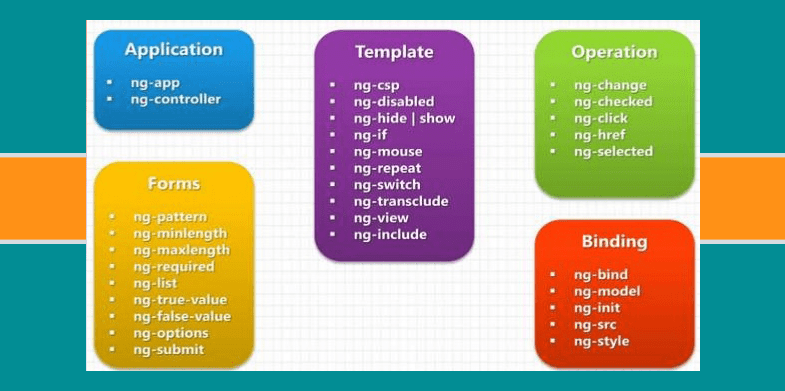 Application
ng-app
ng-controller
Forms
ng-pattern
ng-minlength
ng-maxlength
ng-required
ng-list
ng-true-value
ng-false-value
ng-options
ng-submit
Template
ng-csp
ng-disabled
ng-hide | show
ng-if
ng-mouse
ng-repeat
ng-switch
ng-transclude
ng-view
ng-include
Operation
ng-change
ng-checked
ng-click
ng-href
ng-selected
Binding
ng-bind
ng-model
ng-init
ng-src
ng-style